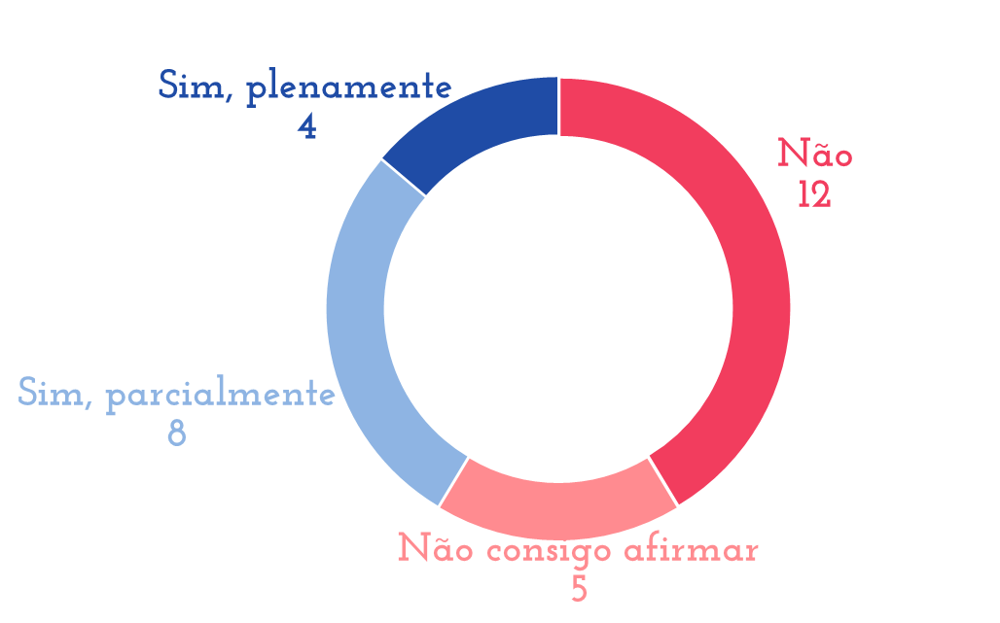 Sim, plenamente
4
Não
12
Sim, parcialmente
8
Não consigo afirmar
5